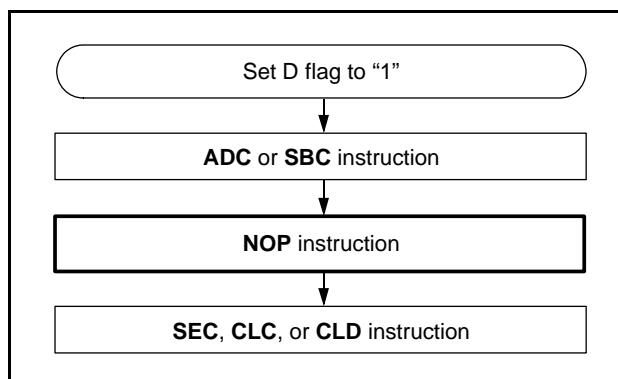 Set D flag to “1”
ADC or SBC instruction
NOP instruction
SEC, CLC, or CLD instruction